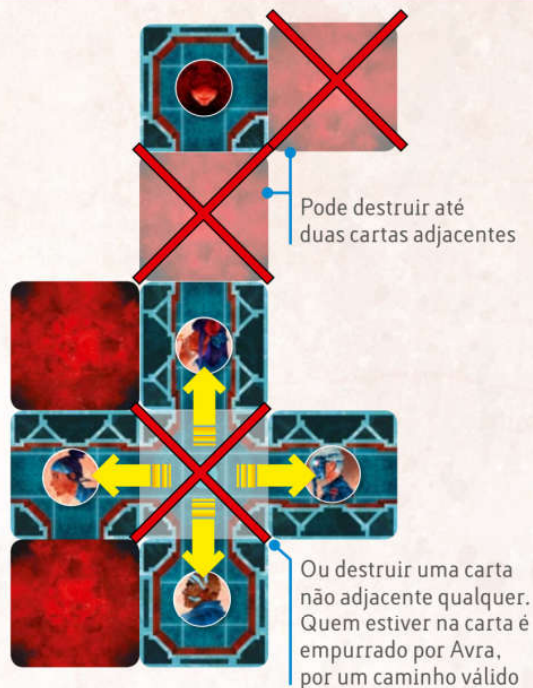 Pode destruir até
duas cartas adjacentes
Ou destruir uma carta
não adjacente qualquer.
Quem estiver na carta é
empurrado por Avra,
por um caminho válido